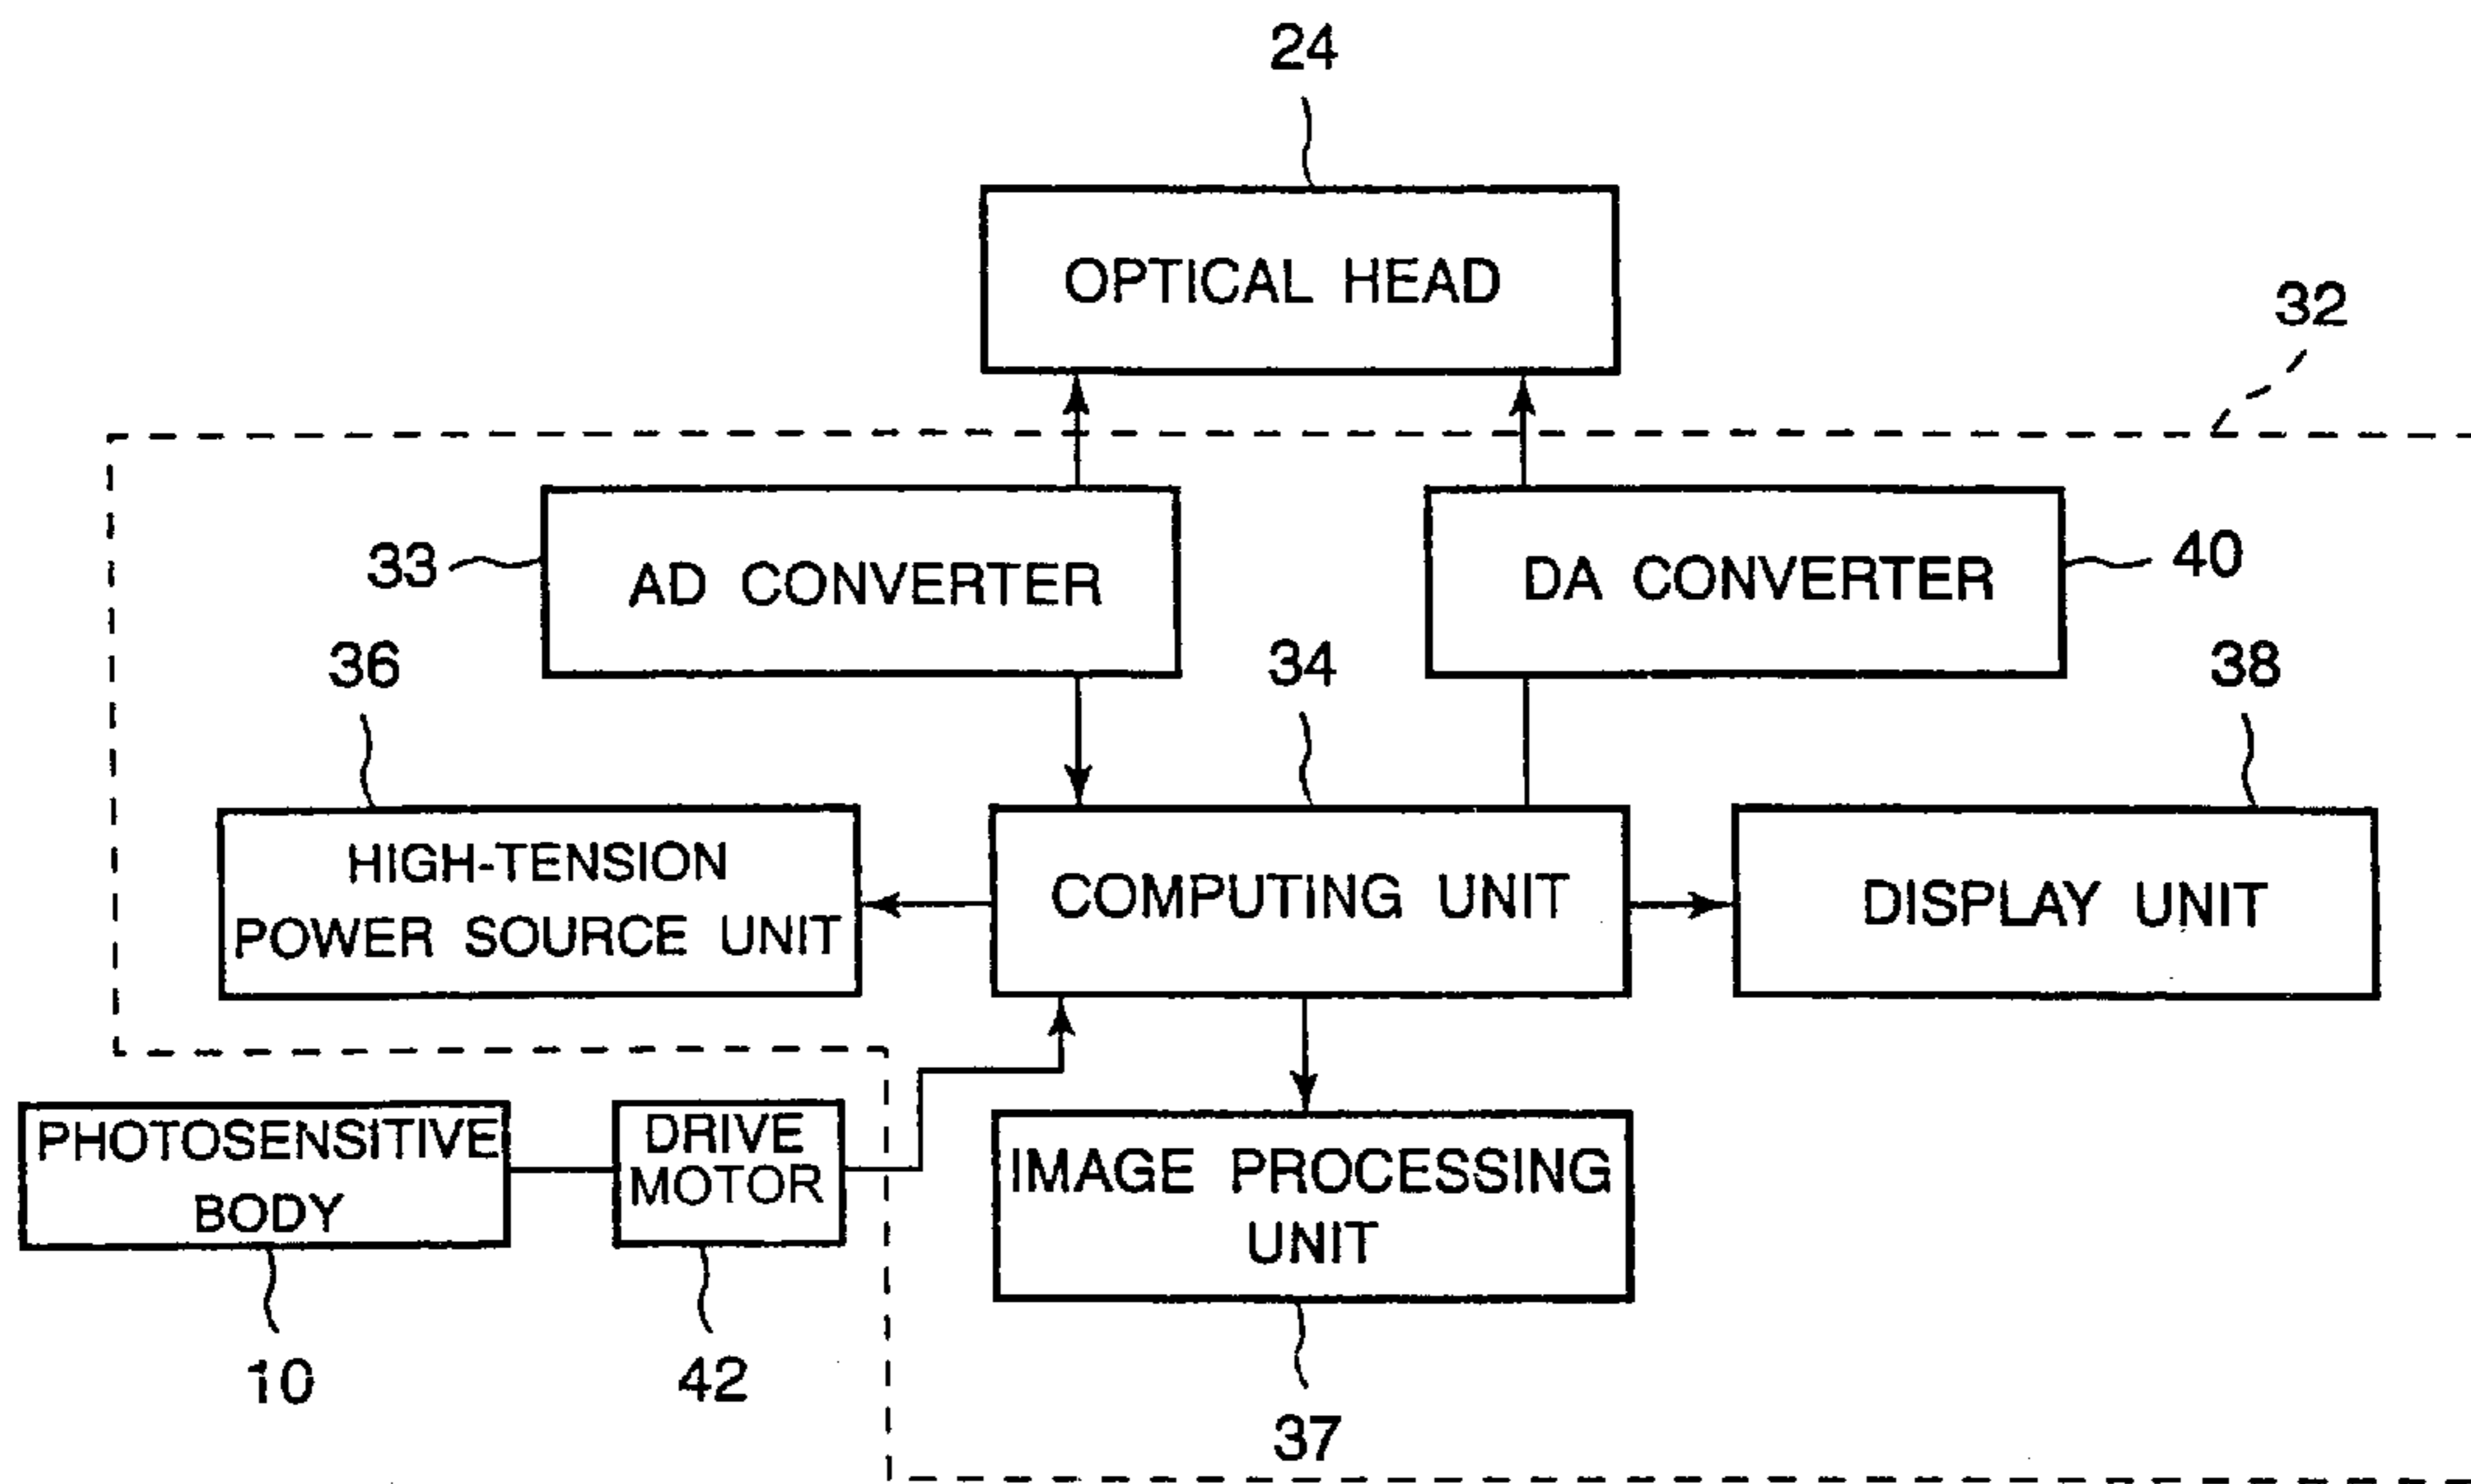 24
OPTICAL HEAD
32
33
AD CONVERTER
DA CONVERTER
40
36
34
38
HIGH-TENSION
POWER SOURCE UNIT
COMPUTING UNIT
DISPLAY UNIT
PHOTOSENSITIVE
BODY
DRIVE
MOTOR
IMAGE PROCESSING
UNIT
10
42
37